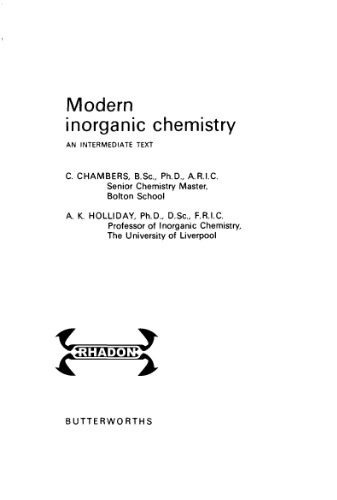 Modern
inorganic chemistry
AN INTERMEDIATE TEXT
C. CHAMBERS, B.Sc., Ph.D., A.R.I.C.
Senior Chemistry Master,
Bolton School
A. K. HOLLIDAY, Ph.D., D.Sc., F.R.I.C.
Professor of Inorganic Chemistry,
The University of Liverpool
RHADON
BUTTERWORTHS